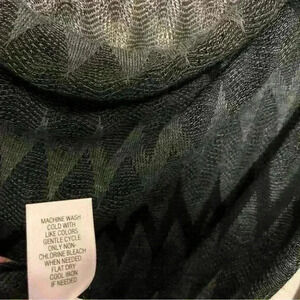 MACHINE WASH
COLD WITH
LIKE COLORS
GENTLE CYCLE
ONLY NON-
CHLORINE BLEACH
WHEN NEEDED
FLAT DRY
COOL IRON
IF NEEDED